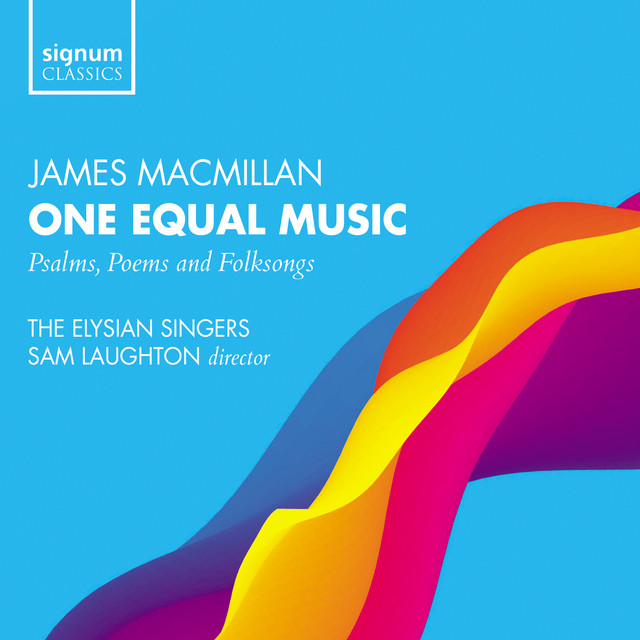 signum
CLASSICS
JAMES MACMILLAN
ONE EQUAL MUSIC
Psalms, Poems and Folksongs
THE ELYSIAN SINGERS
SAM LAUGHTON director